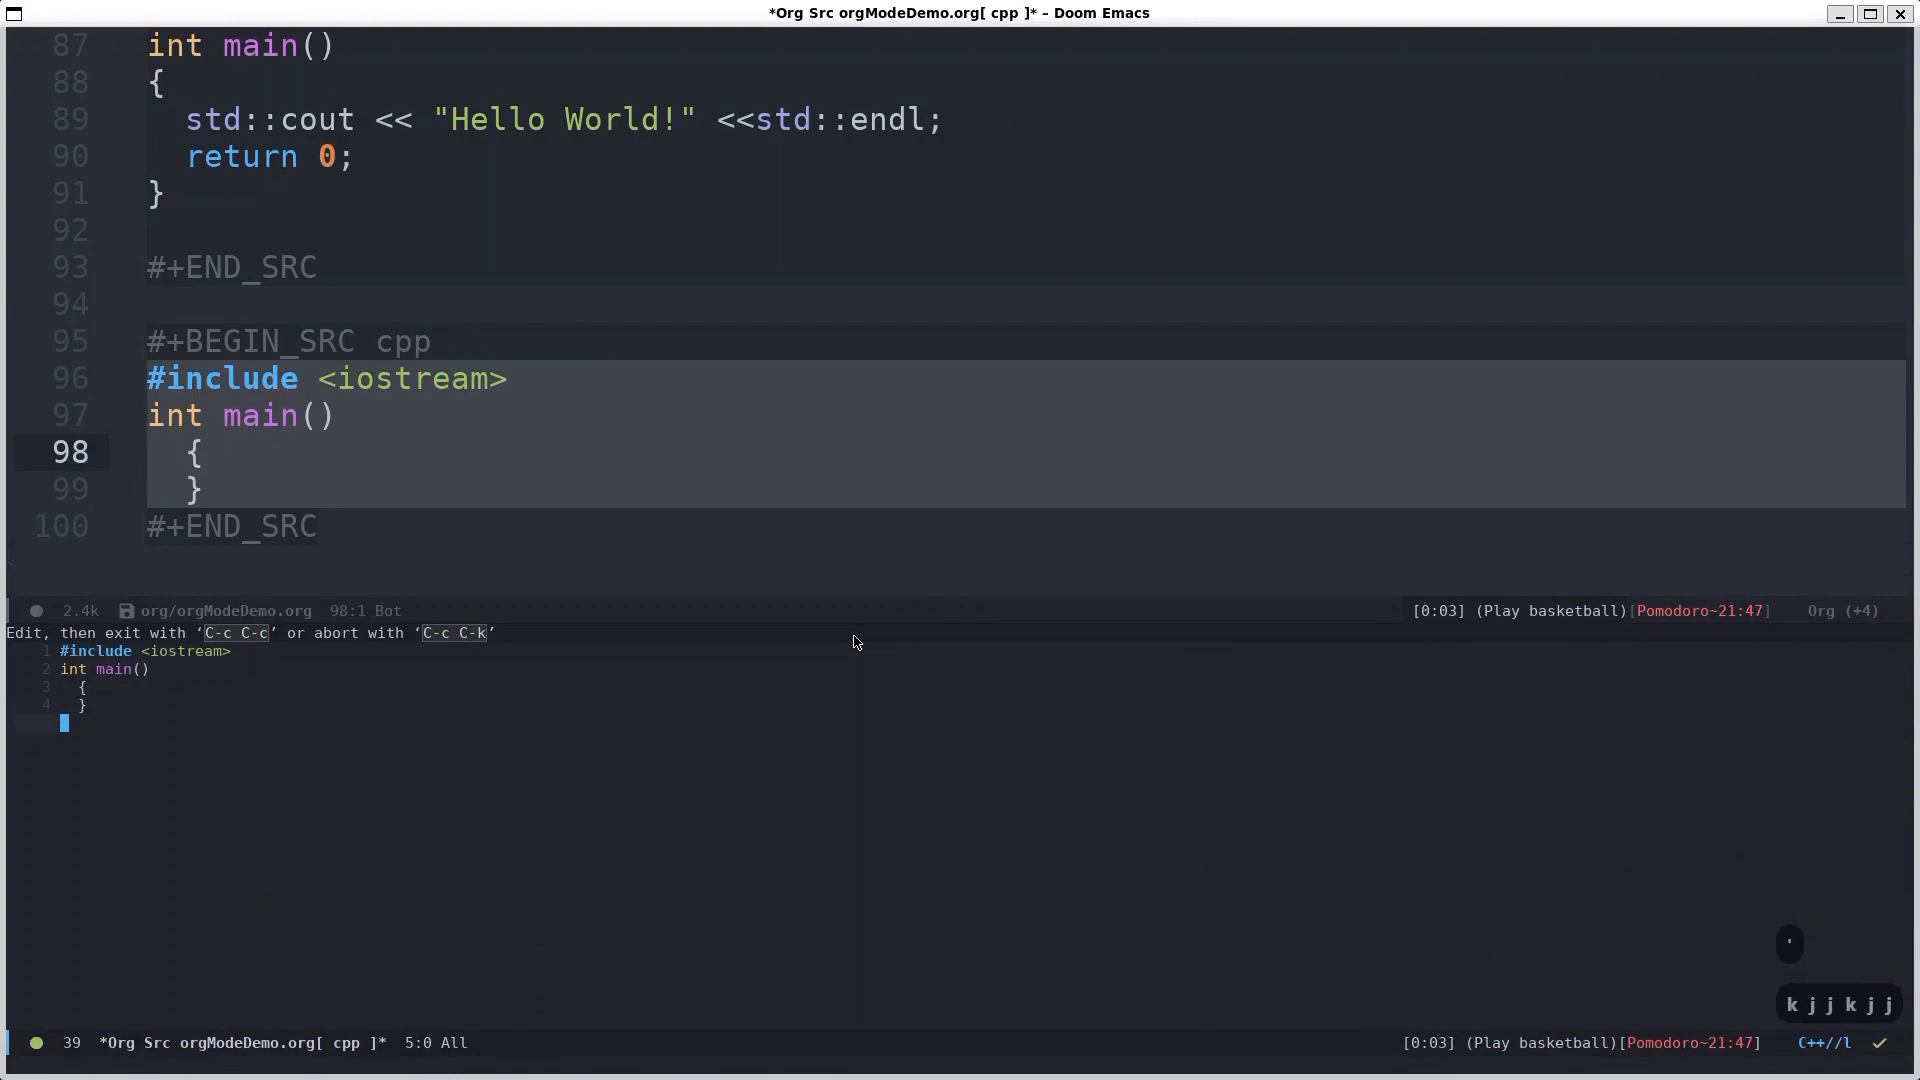 *Org Src orgModeDemo.org[ cpp ]* – Doom Emacs
87 int main()
88 {
89 std::cout << "Hello World!" <<std::endl;
90 return 0;
91 }
92
93 #+END_SRC
94
95 #+BEGIN_SRC cpp
96 #include <iostream>
97 int main()
98 {
99 }
100 #+END_SRC
2.4k org/orgModeDemo.org 98:1 Bot [0:03] (Play basketball)[Pomodoro~21:47] Org (+4)
Edit, then exit with ‘C-c C-c’ or abort with ‘C-c C-k’
1 #include <iostream>
2 int main()
3 {
4 }
'
k j j k j j
39 *Org Src orgModeDemo.org[ cpp ]* 5:0 All [0:03] (Play basketball)[Pomodoro~21:47] C++//l